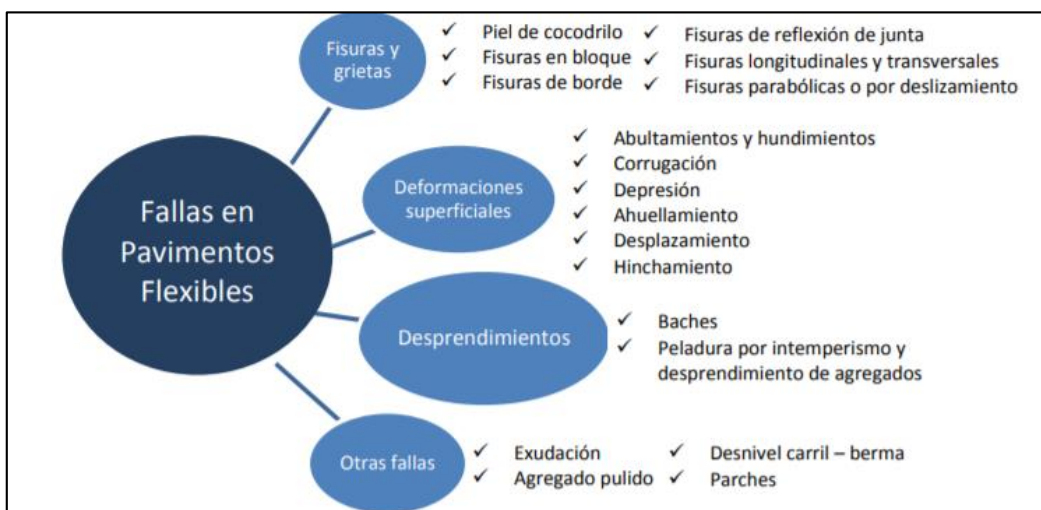 Fallas en
Pavimentos
Flexibles
Fisuras y
grietas
✓ Piel de cocodrilo
✓ Fisuras en bloque
✓ Fisuras de borde
✓ Fisuras de reflexión de junta
✓ Fisuras longitudinales y transversales
✓ Fisuras parabólicas o por deslizamiento
Deformaciones
superficiales
✓ Abultamientos y hundimientos
✓ Corrugación
✓ Depresión
✓ Ahuellamiento
✓ Desplazamiento
✓ Hinchamiento
Desprendimientos
✓ Baches
✓ Peladura por intemperismo y
desprendimiento de agregados
Otras fallas
✓ Exudación
✓ Agregado pulido
Desnivel carril – berma
✓ Parches